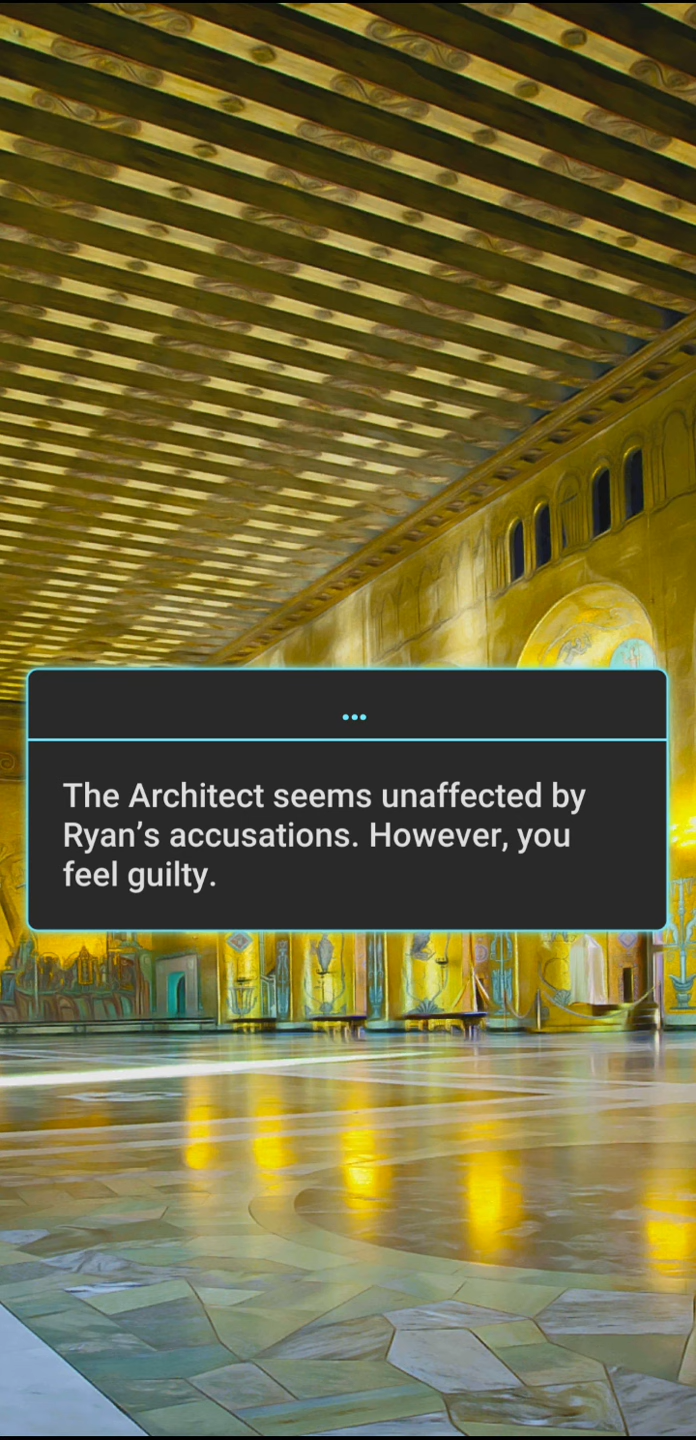 ...
The Architect seems unaffected by
Ryan’s accusations. However, you
feel guilty.